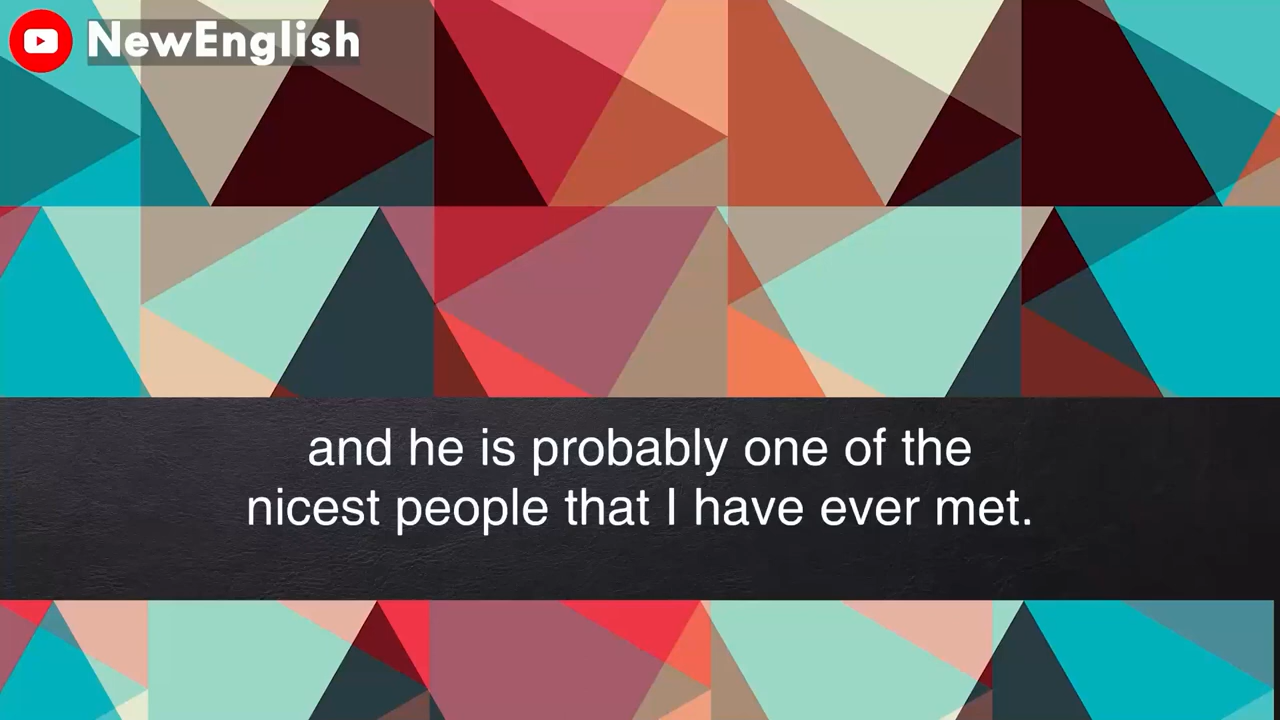 NewEnglish
and he is probably one of the
nicest people that I have ever met.